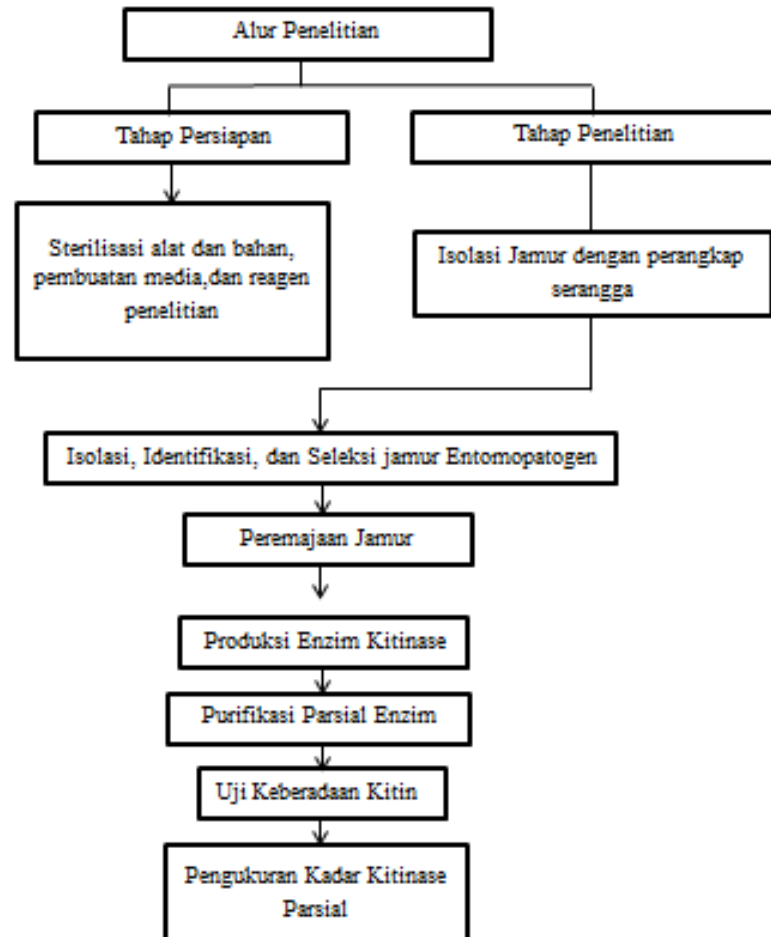 Alur Penelitian
Tahap Persiapan
Tahap Penelitian
Sterilisasi alat dan bahan,
pembuatan media,dan reagen
penelitian
Isolasi Jamur dengan perangkap
serangga
Isolasi, Identifikasi, dan Seleksi jamur Entomopatogen
Peremajaan Jamur
Produksi Enzim Kitinase
Purifikasi Parsial Enzim
Uji Keberadaan Kitin
Pengukuran Kadar Kitinase
Parsial